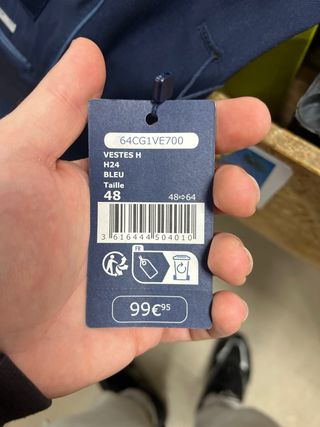 64CG1VE700
VESTES H
H24
BLEU
Taille
48 48⇨64
3 616444 504010
FR
99€95